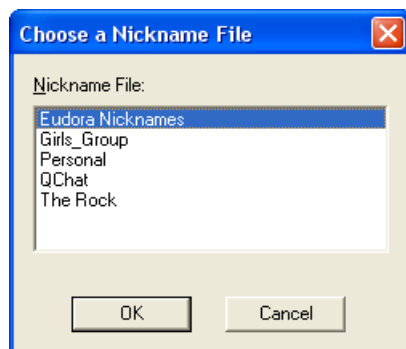 Choose a Nickname File
Nickname File:
Eudora Nicknames
Girls_Group
Personal
QChat
The Rock
OK
Cancel